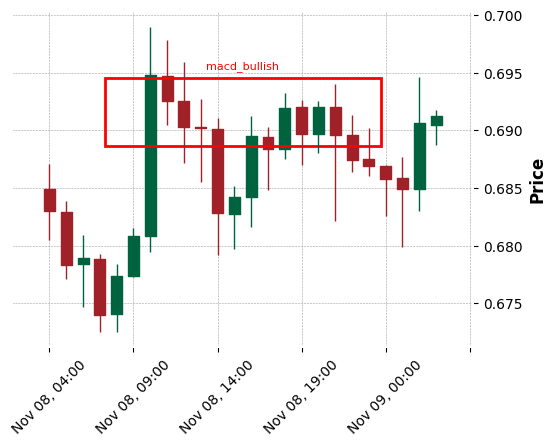 0.700
macd_bullish
0.695
0.690
0.685
0.680
0.675
Price
Nov 08, 04:00
Nov 08, 09:00
Nov 08, 14:00
Nov 08, 19:00
Nov 09, 00:00